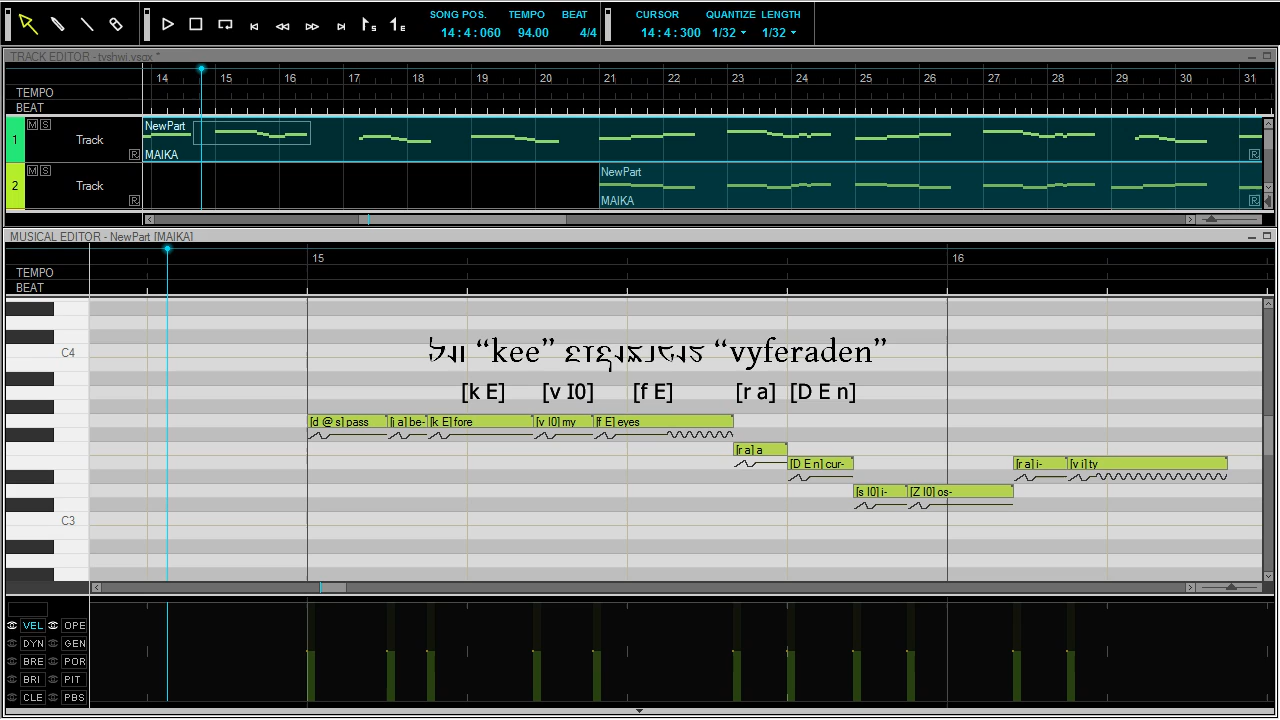 SONG POS. TEMPO BEAT CURSOR QUANTIZE LENGTH
14:4:060 94.00 4/4 14:4:300 1/32 1/32
TRACK EDITOR - tvshwl.vsqx *
14 15 16 17 18 19 20 21 22 23 24 25 26 27 28 29 30 31
TEMPO
BEAT
1 M S Track R NewPart MAIKA R
2 M S Track R NewPart MAIKA R
MUSICAL EDITOR - NewPart [MAIKA]
15 16
TEMPO
BEAT
C4
“kee” “vyferaden”
[k E] [v I0] [f E] [r a] [D E n]
[d @ s] pass [j a] be- [k E] fore [v I0] my [f E] eyes
[r a] a
[D E n] cur- [r a] i- [v i] ty
[s I0] i- [Z I0] os-
C3
VEL OPE
DYN GEN
BRE POR
BRI PIT
CLE PBS